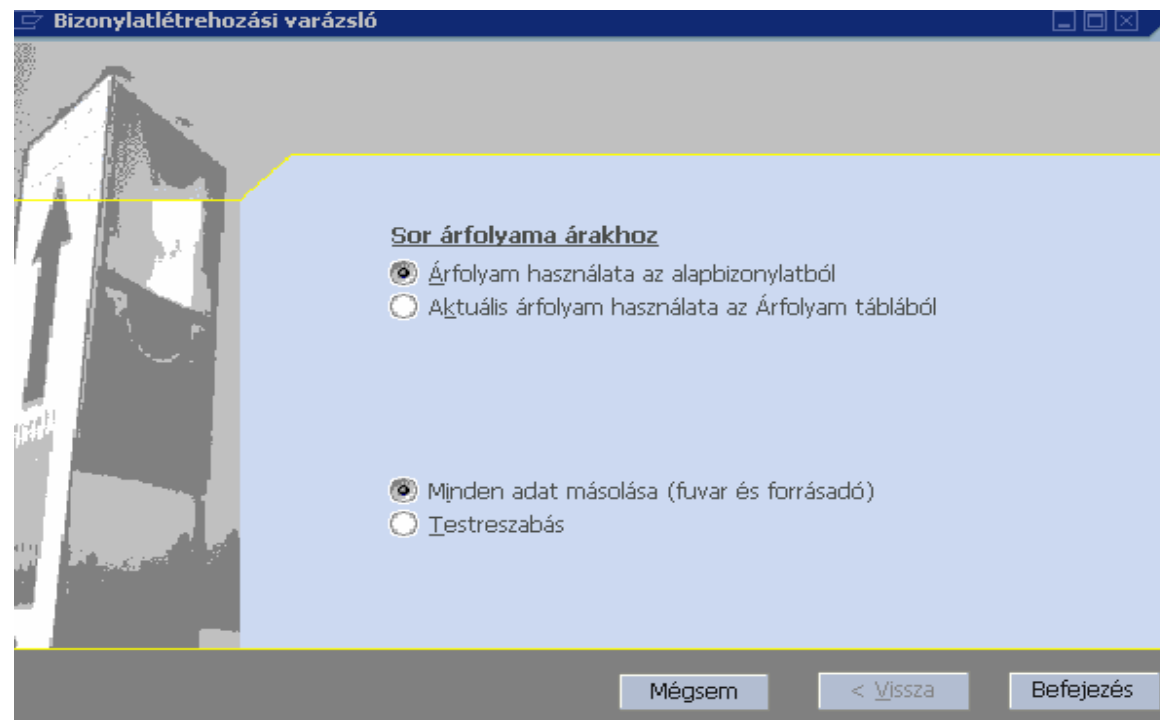 Bizonylatlétrehozási varázsló
Sor árfolyama árakhoz
Árfolyam használata az alapbizonylatból
Aktuális árfolyam használata az Árfolyam táblából
Minden adat másolása (fuvar és forrásadó)
Testreszabás
Mégsem
< Vissza
Befejezés